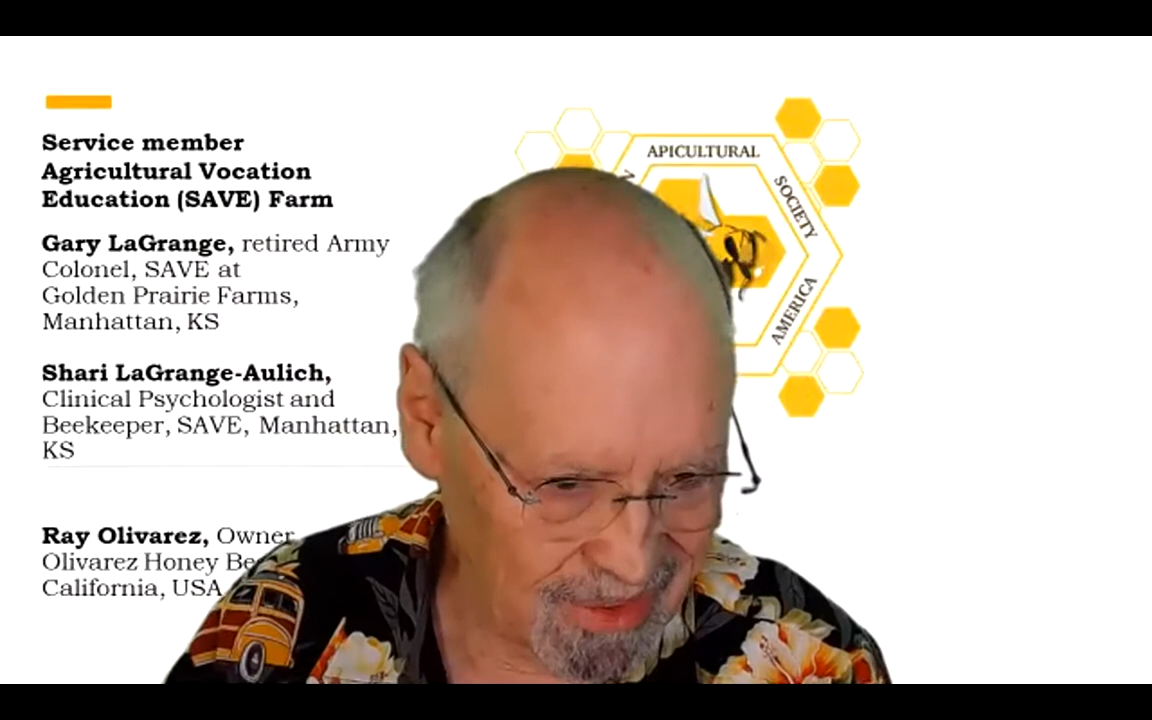 Service member
Agricultural Vocation
Education (SAVE) Farm
Gary LaGrange, retired Army
Colonel, SAVE at
Golden Prairie Farms,
Manhattan, KS
Shari LaGrange-Aulich,
Clinical Psychologist and
Beekeeper, SAVE, Manhattan,
KS
Ray Olivarez, Owner
Olivarez Honey
California, USA
APICULTURAL
SOCIETY
AMERICA